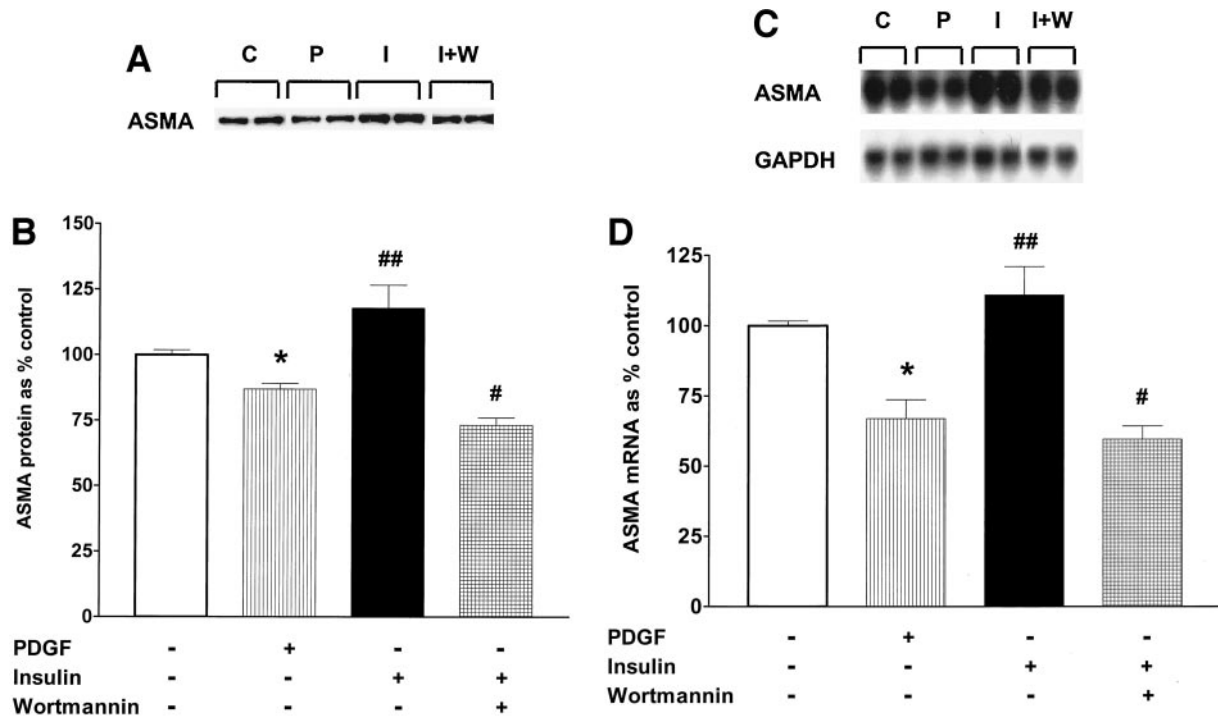 A
C P I I+W
ASMA
B
ASMA protein as % control
150
125
100
75
50
25
0
*
##
#
PDGF - + - -
Insulin - - + +
Wortmannin - - - +
C
C P I I+W
ASMA
GAPDH
D
ASMA mRNA as % control
125
100
75
50
25
0
*
##
#
PDGF - + - -
Insulin - - + +
Wortmannin - - - +